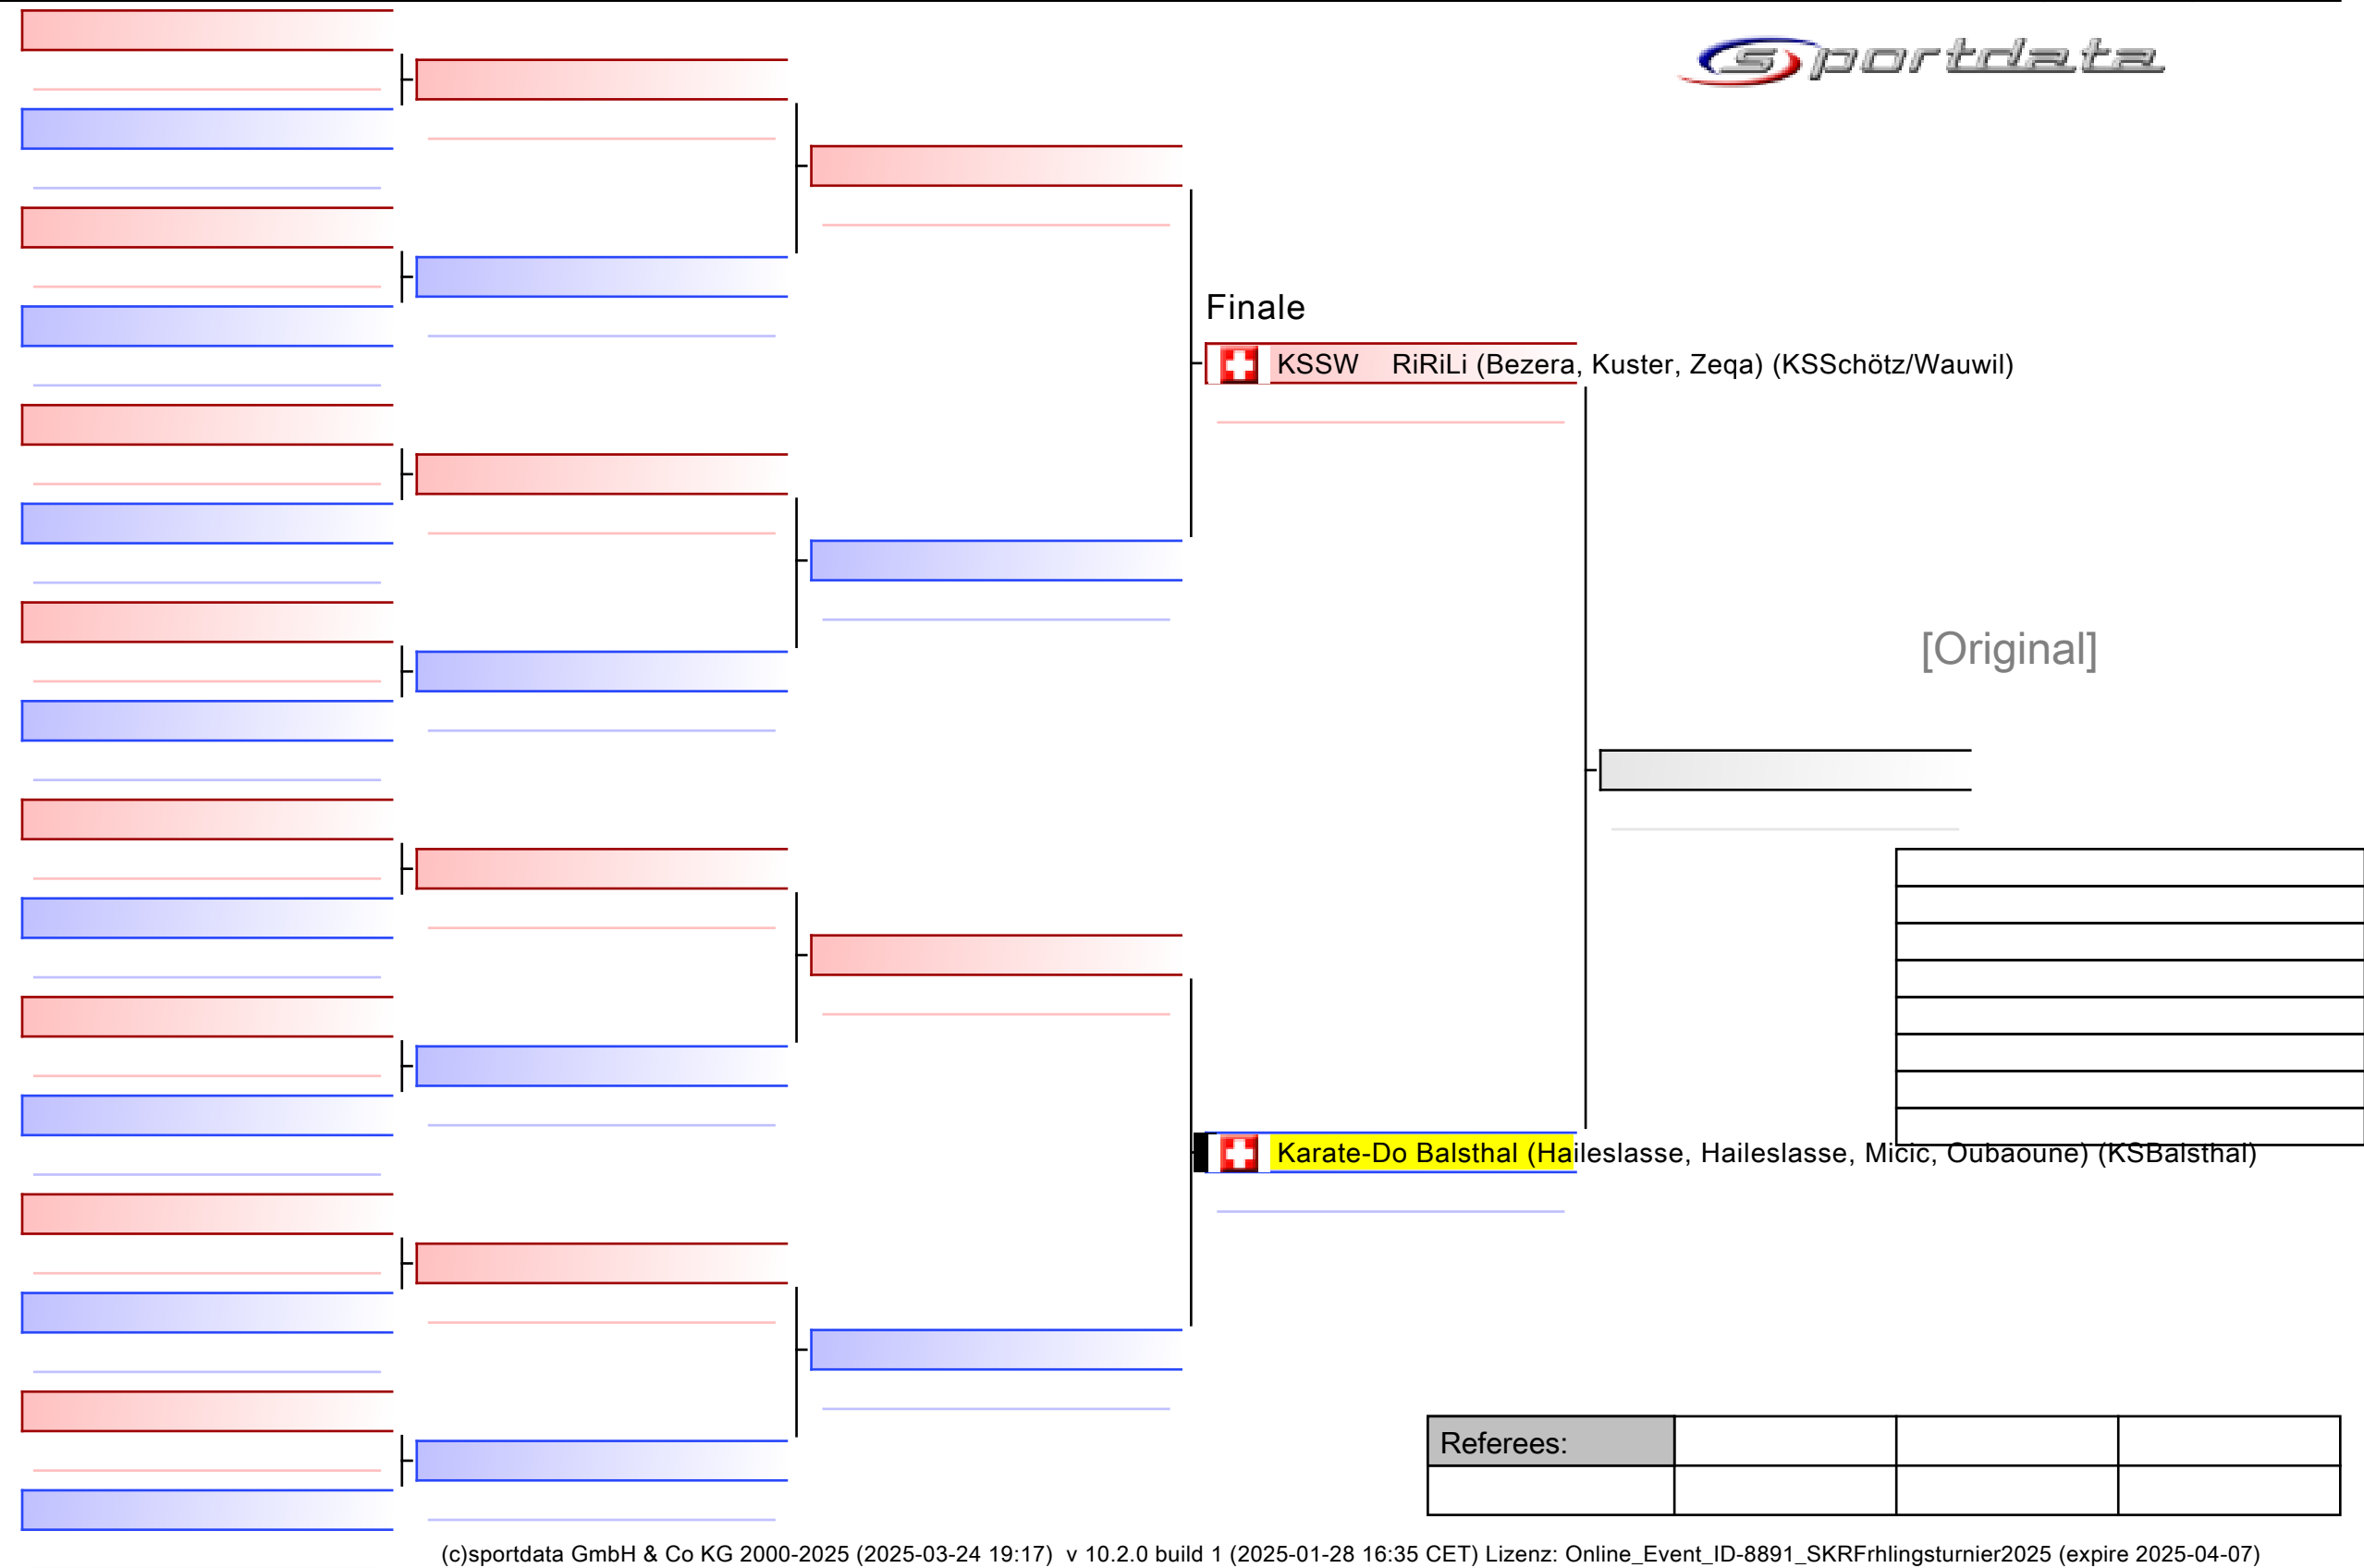 sportdata
Finale
KSSW RiRiLi (Bezera, Kuster, Zeqa) (KSSchötz/Wauwil)
[Original]
Karate-Do Balsthal (Haileslasse, Haileslasse, Micic, Oubaoune) (KSBalsthal)
Referees:
(c)sportdata GmbH & Co KG 2000-2025 (2025-03-24 19:17) v 10.2.0 build 1 (2025-01-28 16:35 CET) Lizenz: Online_Event_ID-8891_SKRFrhlingsturnier2025 (expire 2025-04-07)